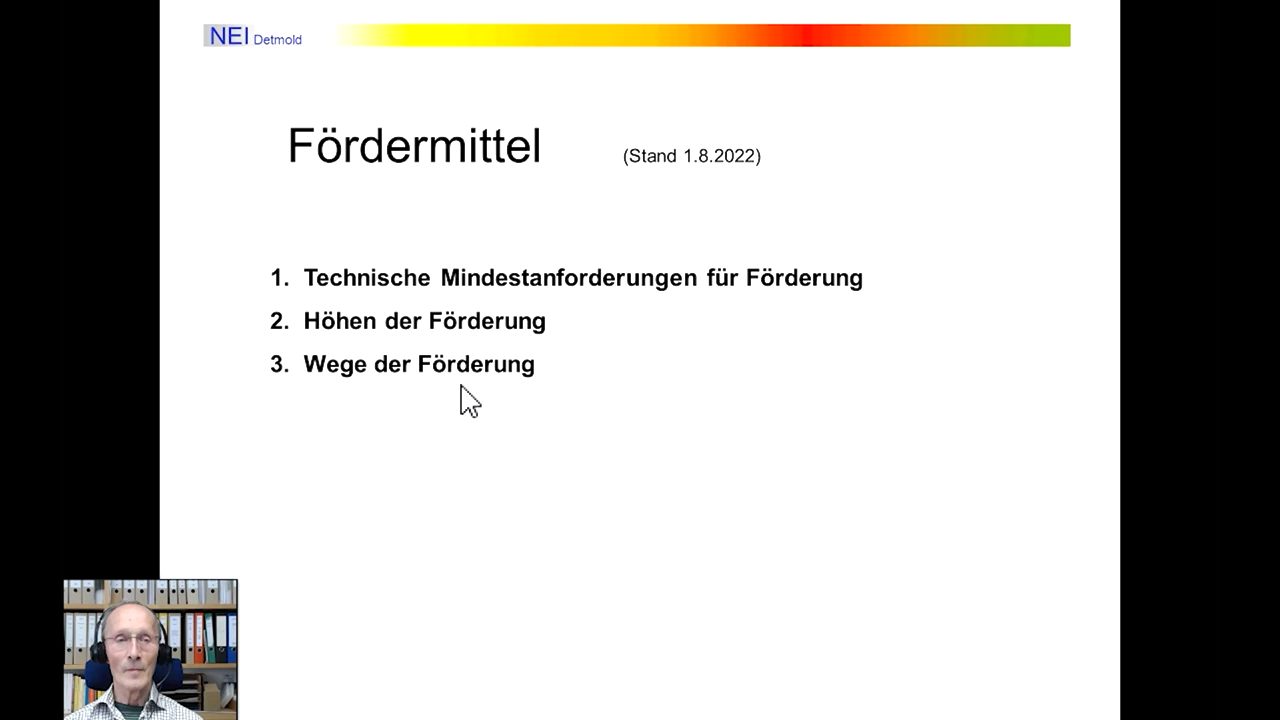 NEI Detmold
Fördermittel (Stand 1.8.2022)
1. Technische Mindestanforderungen für Förderung
2. Höhen der Förderung
3. Wege der Förderung